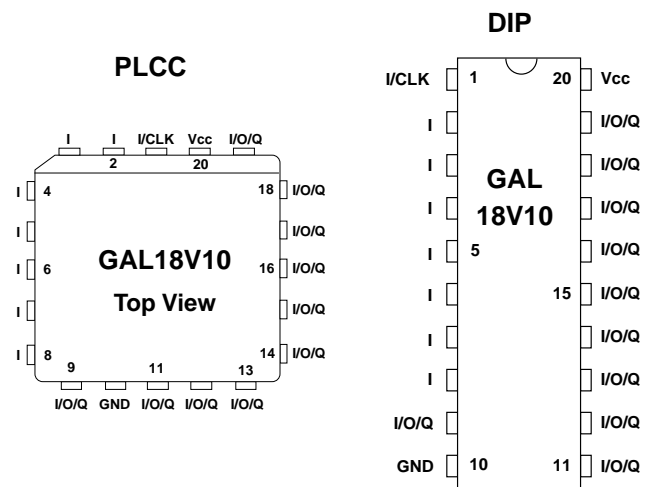 PLCC
I I I/CLK Vcc I/O/Q
2 20
I 4 18 I/O/Q
I I/O/Q
I 6 GAL18V10 16 I/O/Q
Top View
I I/O/Q
I 8 14 I/O/Q
9 11 13
I/O/Q GND I/O/Q I/O/Q I/O/Q
DIP
I/CLK 1 20 Vcc
I I/O/Q
I I/O/Q
GAL
I 18V10 I/O/Q
I 5 I/O/Q
I 15 I/O/Q
I I/O/Q
I I/O/Q
I/O/Q I/O/Q
GND 10 11 I/O/Q